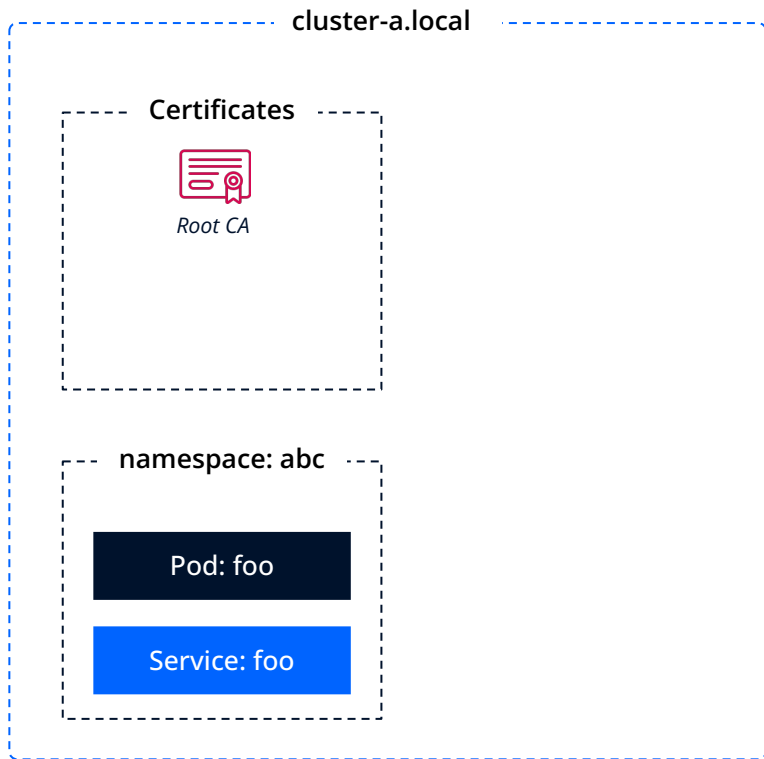 cluster-a.local
Certificates
Root CA
namespace: abc
Pod: foo
Service: foo